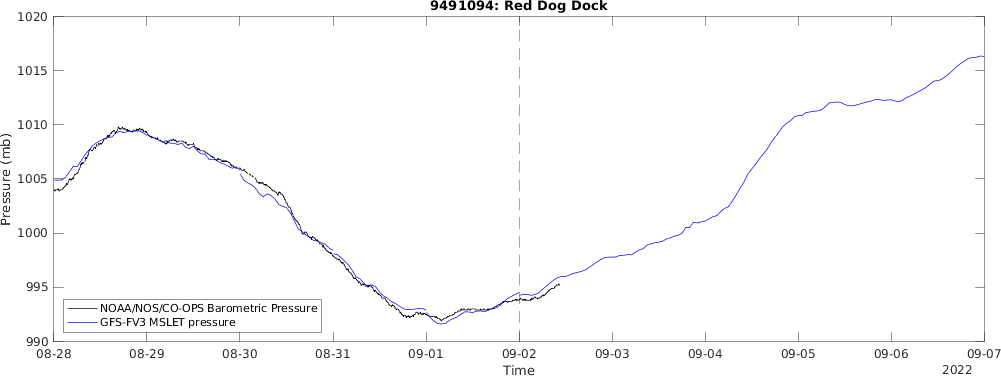 9491094: Red Dog Dock
1020
1015
1010
1005
1000
995
990
Pressure (mb)
NOAA/NOS/CO-OPS Barometric Pressure
GFS-FV3 MSLET pressure
08-28 08-29 08-30 08-31 09-01 09-02 09-03 09-04 09-05 09-06 09-07
Time
2022